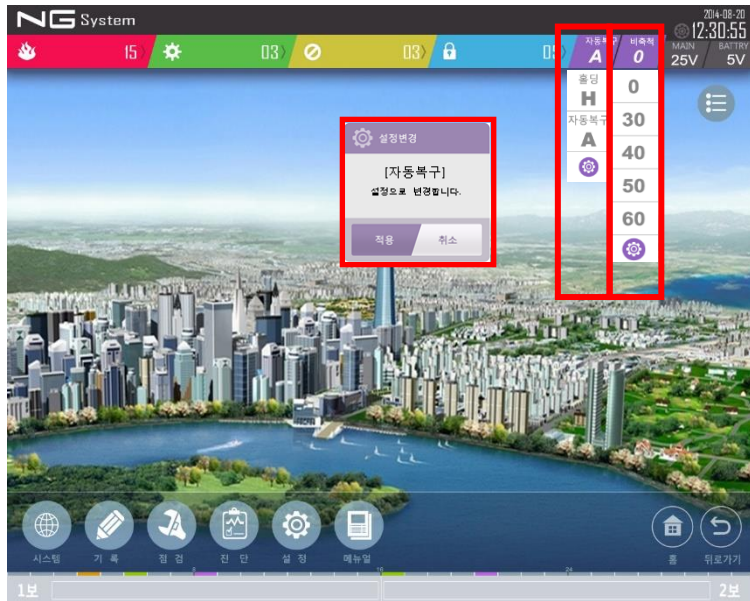 NG System
2014-08-20
12:30:55
15
03
03
05
자동복구
A
비축적
0
MAIN
25V
BATTRY
5V
홀딩
H
자동복구
A
0
30
40
50
60
설정변경
[자동복구]
설정으로 변경합니다.
적용
취소
시스템
기 록
점 검
진 단
설 정
메뉴얼
홈
뒤로가기
8
16
24
1보
2보